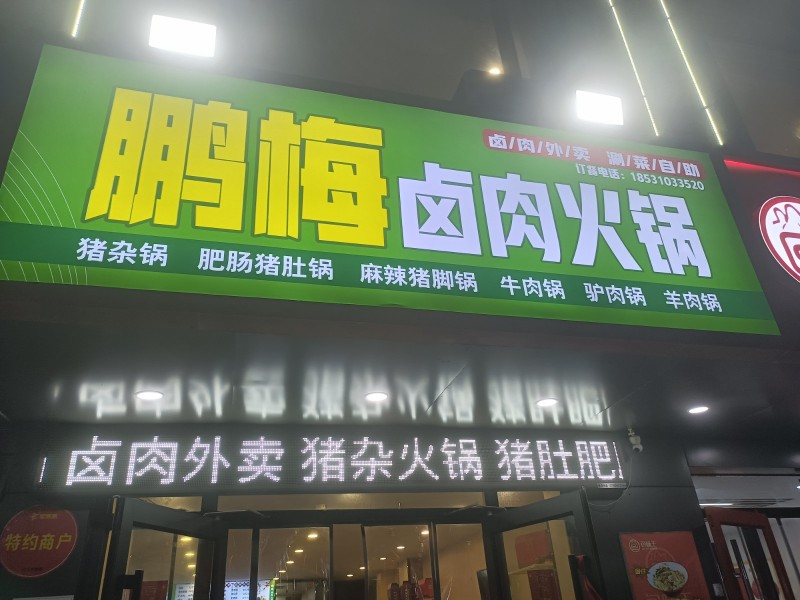 卤/肉/外/卖 涮/菜/自/助
订餐电话：18531033520
鹏梅卤肉火锅
猪杂锅 肥肠猪肚锅 麻辣猪脚锅 牛肉锅 驴肉锅 羊肉锅
卤肉外卖 猪杂火锅 猪肚肥
特约商户